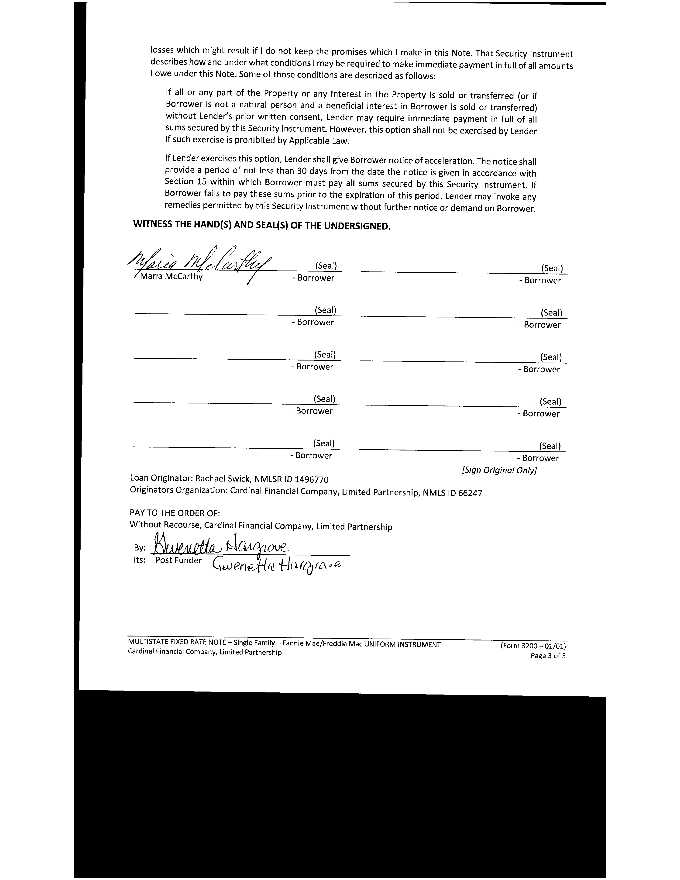 losses which might result if I do not keep the promises which I make in this Note. That Security Instrument
describes how and under what conditions I may be required to make immediate payment in full of all amounts
I owe under this Note. Some of those conditions are described as follows:
If all or any part of the Property or any Interest in the Property is sold or transferred (or if
Borrower is not a natural person and a beneficial interest in Borrower is sold or transferred)
without Lender's prior written consent, Lender may require immediate payment in full of all
sums secured by this Security Instrument. However, this option shall not be exercised by Lender
if such exercise is prohibited by Applicable Law.
If Lender exercises this option, Lender shall give Borrower notice of acceleration. The notice shall
provide a period of not less than 30 days from the date the notice is given in accordance with
Section 15 within which Borrower must pay all sums secured by this Security Instrument. If
Borrower fails to pay these sums prior to the expiration of this period, Lender may invoke any
remedies permitted by this Security Instrument without further notice or demand on Borrower.
WITNESS THE HAND(S) AND SEAL(S) OF THE UNDERSIGNED.
Maria McCarthy (Seal) (Seal)
Maria McCarthy - Borrower - Borrower
(Seal) (Seal)
- Borrower Borrower
(Seal) (Seal)
- Borrower - Borrower
(Seal) (Seal)
Borrower - Borrower
(Seal) (Seal)
- Borrower - Borrower
[Sign Original Only]
Loan Originator: Rachael Swick, NMLSR ID 1496770
Originators Organization: Cardinal Financial Company, Limited Partnership, NMLS ID 66247
PAY TO THE ORDER OF:
Without Recourse, Cardinal Financial Company, Limited Partnership
By: Gwenetta Hargrove
Its: Post Funder Gwenetta Hargrove
MULTISTATE FIXED RATE NOTE – Single Family – Fannie Mae/Freddie Mac UNIFORM INSTRUMENT (Form 3200 – 01/01)
Cardinal Financial Company, Limited Partnership Page 3 of 3